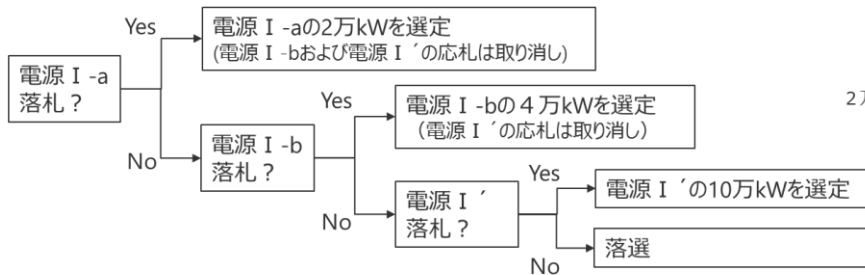 Yes
電源Ⅰ-aの2万kWを選定
(電源Ⅰ-bおよび電源Ⅰ´の応札は取り消し)
電源Ⅰ-a
落札？
No
Yes
電源Ⅰ-bの４万kWを選定
（電源Ⅰ´の応札は取り消し）
2万
電源Ⅰ-b
落札？
No
Yes
電源Ⅰ´の10万kWを選定
電源Ⅰ´
落札？
No
落選